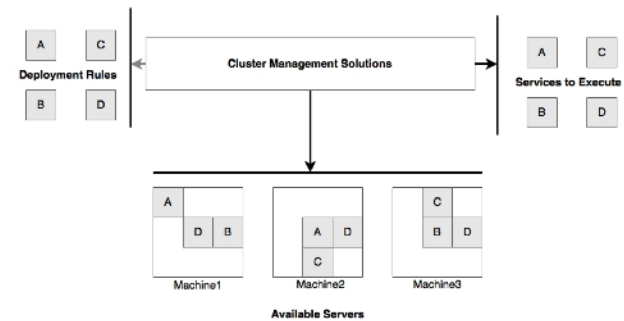 A C
Deployment Rules
B D
Cluster Management Solutions
A C
Services to Execute
B D
A
D B
Machine1
A D
C
Machine2
C
B D
Machine3
Available Servers